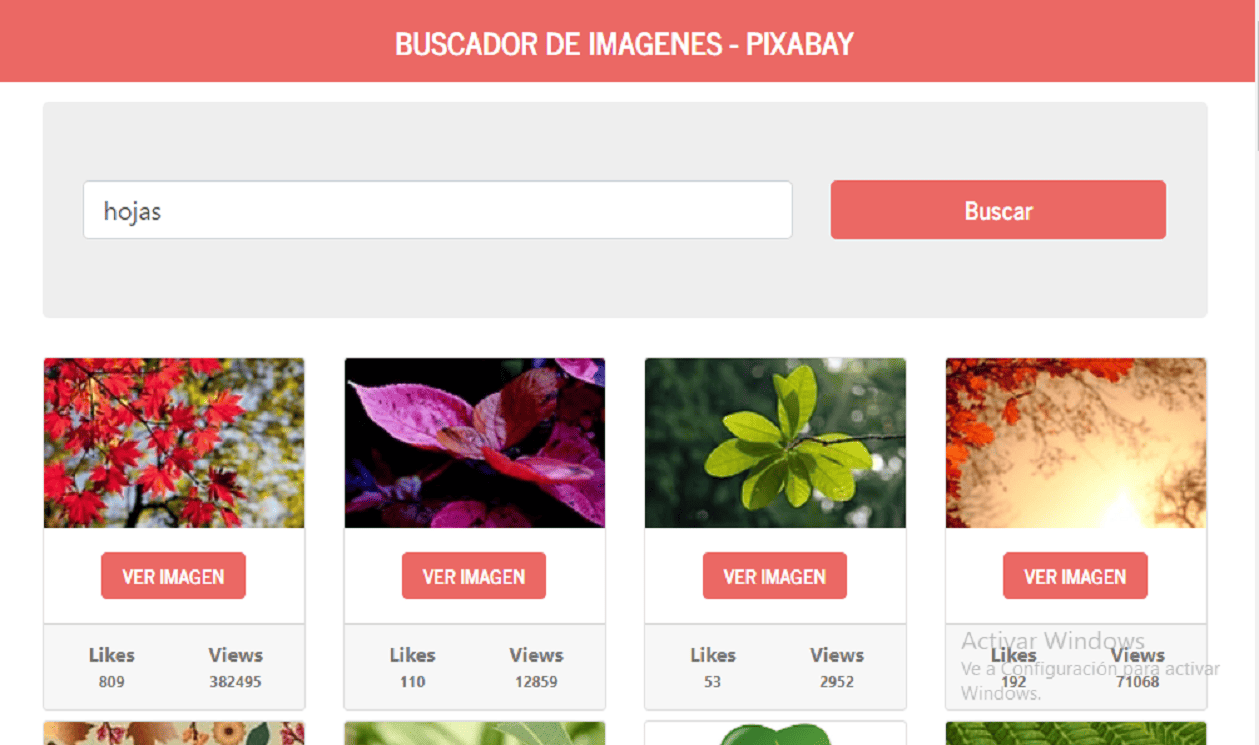 BUSCADOR DE IMAGENES - PIXABAY
hojas
Buscar
VER IMAGEN
VER IMAGEN
VER IMAGEN
VER IMAGEN
Likes Views
809 382495
Likes Views
110 12859
Likes Views
53 2952
Likes Views
192 71068
Activar Windows
Ve a Configuración para activar
Windows.